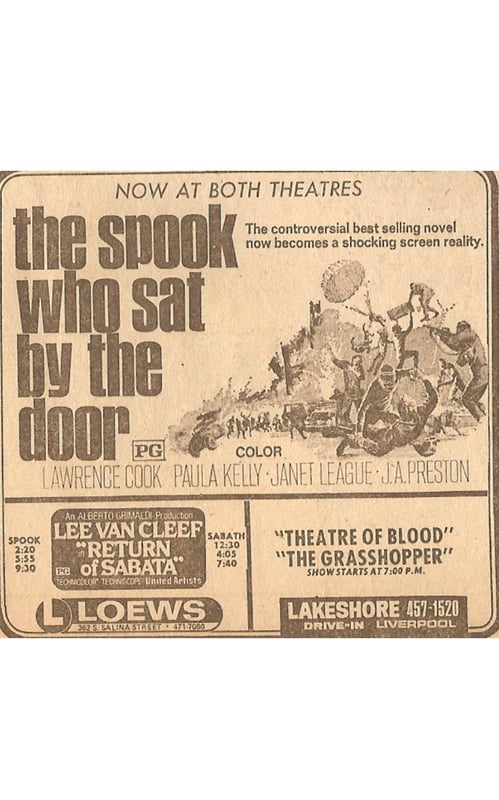 NOW AT BOTH THEATRES
the spook
who sat
by the
door
The controversial best selling novel
now becomes a shocking screen reality.
PG
COLOR
LAWRENCE COOK PAULA KELLY · JANET LEAGUE · J.A. PRESTON
SPOOK
2:20
5:55
9:30
An ALBERTO GRIMALDI Production
LEE VAN CLEEF
in "RETURN
of SABATA"
PG
TECHNICOLOR® TECHNISCOPE® United Artists
SABATH
12:30
4:05
7:40
L LOEWS
362 S. SALINA STREET · 471-7000
"THEATRE OF BLOOD"
"THE GRASSHOPPER"
SHOW STARTS AT 7:00 P.M.
LAKESHORE 457-1520
DRIVE-IN LIVERPOOL